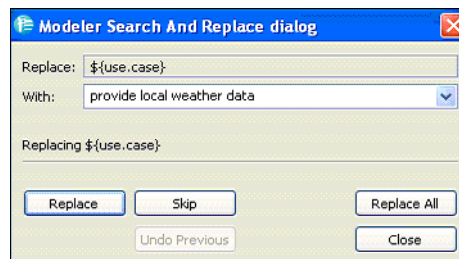 Modeler Search And Replace dialog
Replace: ${use.case}
With: provide local weather data
Replacing ${use.case}
Replace Skip Replace All
Undo Previous Close